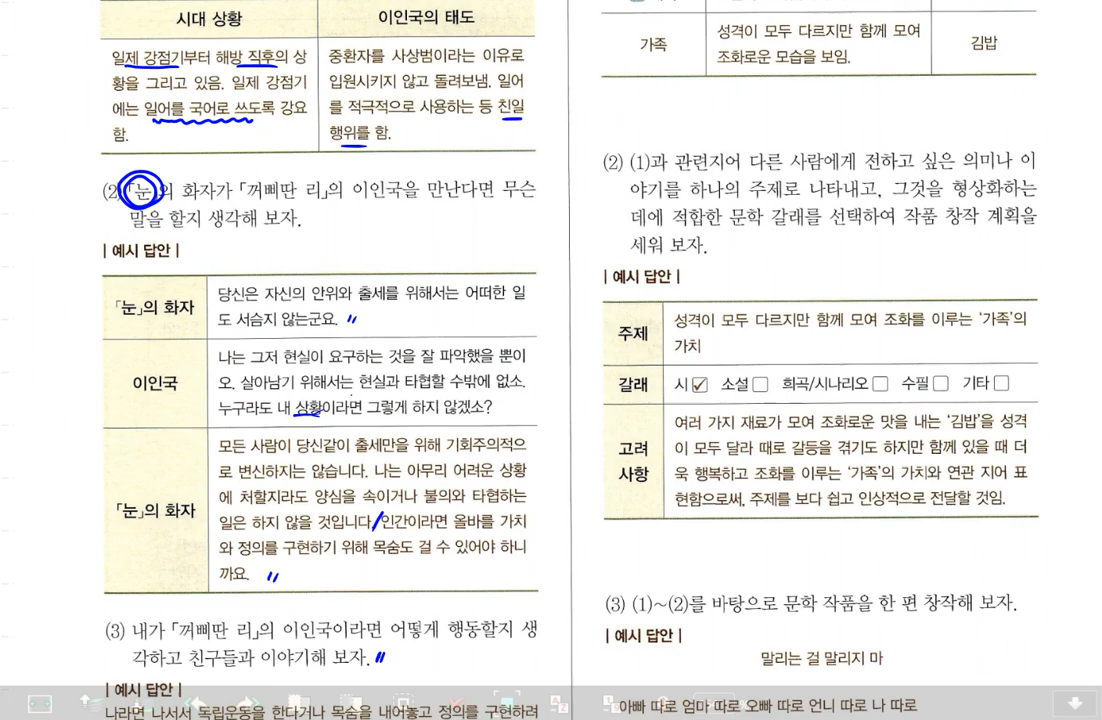 시대 상황
이인국의 태도
일제 강점기부터 해방 직후의 상
황을 그리고 있음. 일제 강점기
에는 일어를 국어로 쓰도록 강요
함.
중환자를 사상범이라는 이유로
입원시키지 않고 돌려보냄. 일어
를 적극적으로 사용하는 등 친일
행위를 함.
(2) 「눈」의 화자가 「꺼삐딴 리」의 이인국을 만난다면 무슨
말을 할지 생각해 보자.
| 예시 답안 |
「눈」의 화자
당신은 자신의 안위와 출세를 위해서는 어떠한 일
도 서슴지 않는군요.
이인국
나는 그저 현실이 요구하는 것을 잘 파악했을 뿐이
오. 살아남기 위해서는 현실과 타협할 수밖에 없소.
누구라도 내 상황이라면 그렇게 하지 않겠소?
「눈」의 화자
모든 사람이 당신같이 출세만을 위해 기회주의적으
로 변신하지는 않습니다. 나는 아무리 어려운 상황
에 처할지라도 양심을 속이거나 불의와 타협하는
일은 하지 않을 것입니다. 인간이라면 올바를 가치
와 정의를 구현하기 위해 목숨도 걸 수 있어야 하니
까요.
(3) 내가 「꺼삐딴 리」의 이인국이라면 어떻게 행동할지 생
각하고 친구들과 이야기해 보자.
| 예시 답안 |
나라면 나서서 독립운동을 한다거나 목숨을 내어놓고 정의를 구현하려
가족
성격이 모두 다르지만 함께 모여
조화로운 모습을 보임.
김밥
(2) (1)과 관련지어 다른 사람에게 전하고 싶은 의미나 이
야기를 하나의 주제로 나타내고, 그것을 형상화하는
데에 적합한 문학 갈래를 선택하여 작품 창작 계획을
세워 보자.
| 예시 답안 |
주제
성격이 모두 다르지만 함께 모여 조화를 이루는 '가족'의
가치
갈래
시 소설 희곡/시나리오 수필 기타
고려
사항
여러 가지 재료가 모여 조화로운 맛을 내는 '김밥'을 성격
이 모두 달라 때로 갈등을 겪기도 하지만 함께 있을 때 더
욱 행복하고 조화를 이루는 '가족'의 가치와 연관 지어 표
현함으로써, 주제를 보다 쉽고 인상적으로 전달할 것임.
(3) (1)~(2)를 바탕으로 문학 작품을 한 편 창작해 보자.
| 예시 답안 |
말리는 걸 말리지 마
아빠 따로 엄마 따로 오빠 따로 언니 따로 나 따로